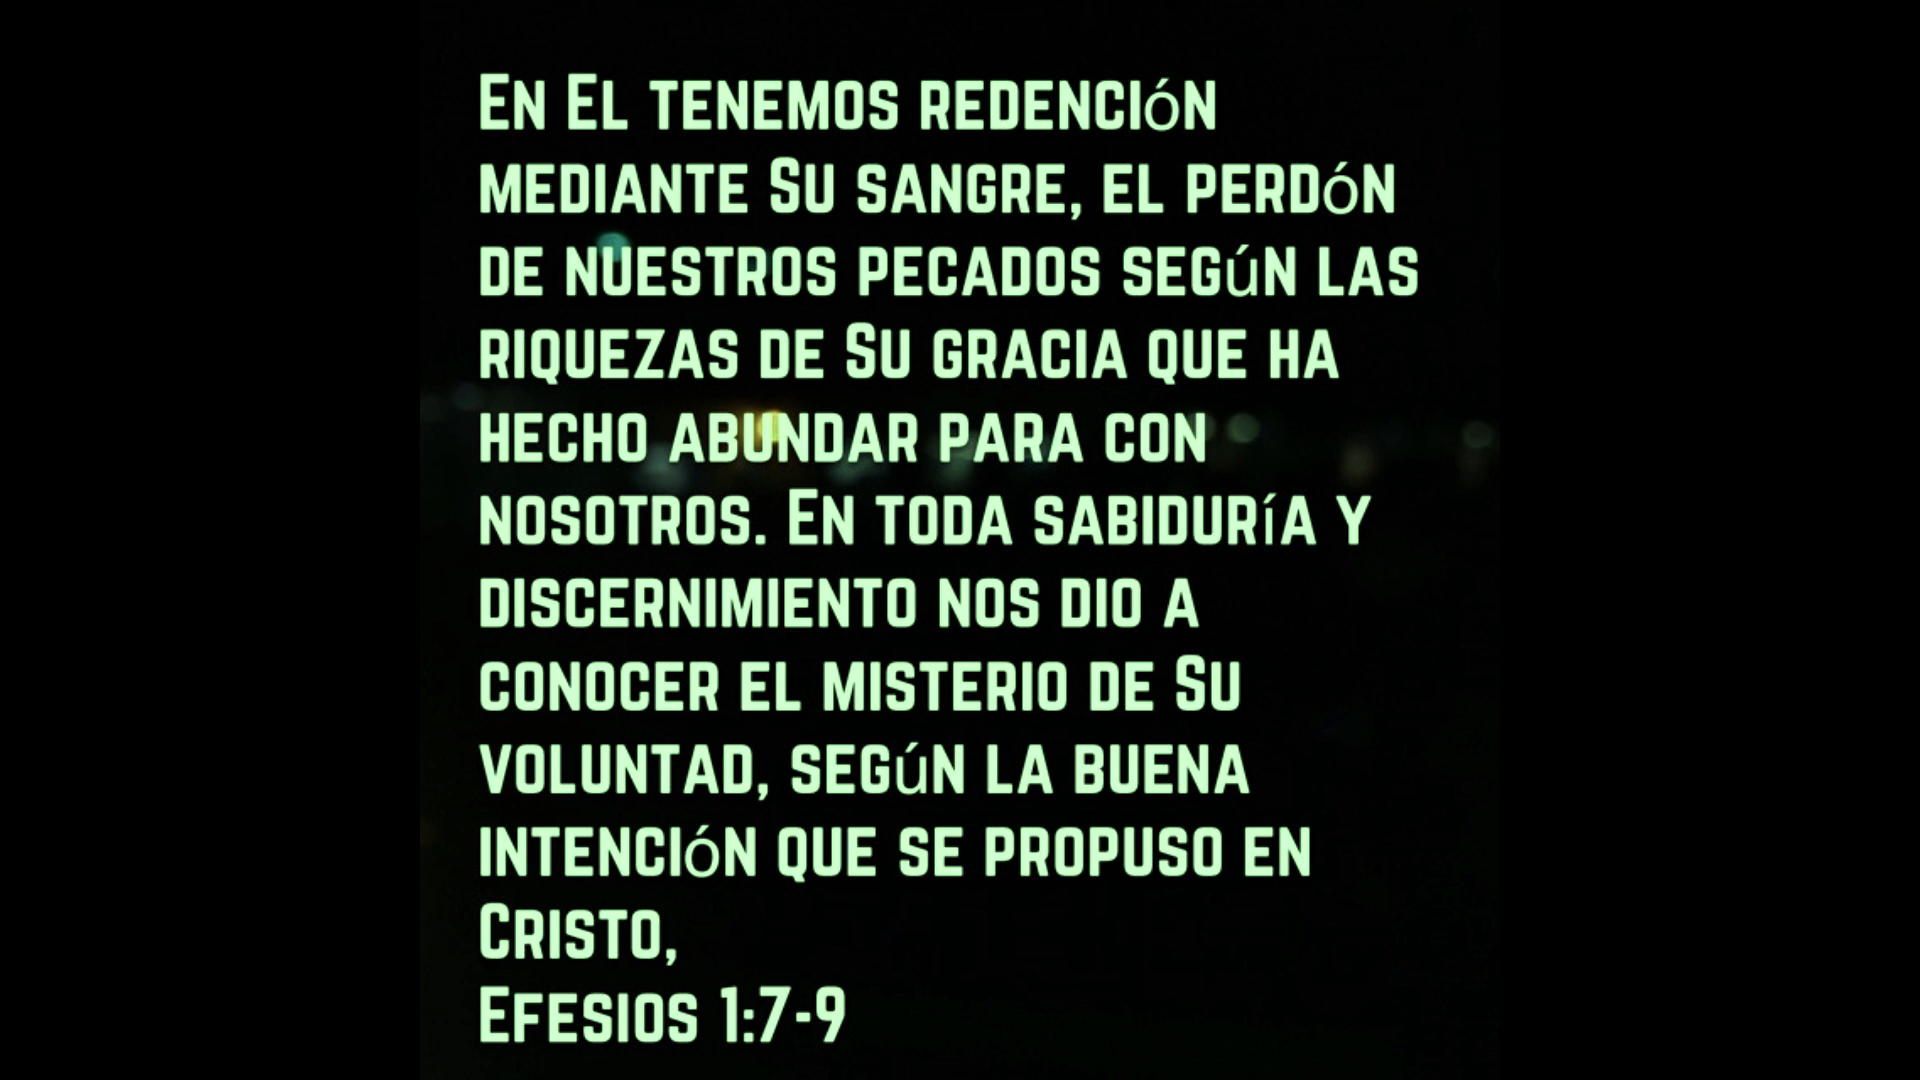 En El tenemos redención
mediante Su sangre, el perdón
de nuestros pecados según las
riquezas de Su gracia que ha
hecho abundar para con
nosotros. En toda sabiduría y
discernimiento nos dio a
conocer el misterio de Su
voluntad, según la buena
intención que se propuso en
Cristo,
Efesios 1:7-9